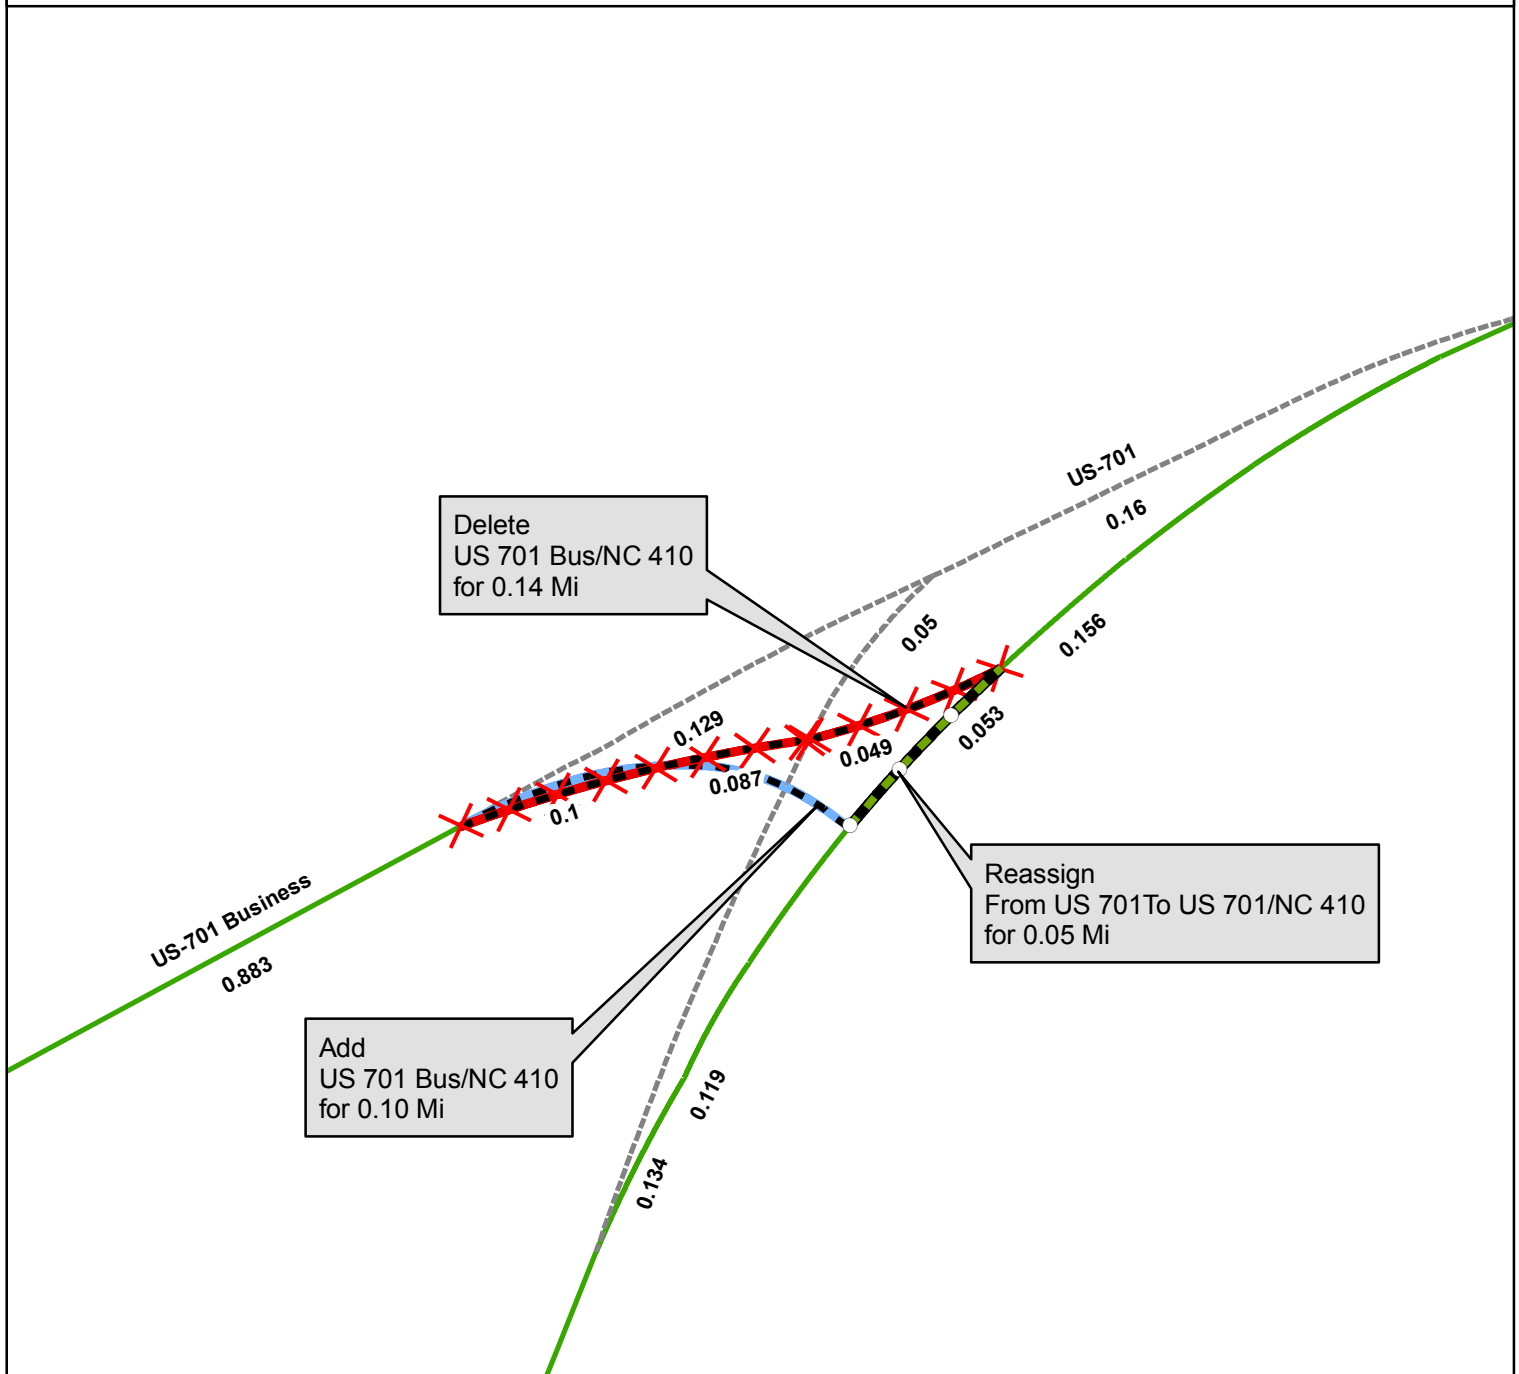 US-701
0.16
Delete
US 701 Bus/NC 410
for 0.14 Mi
0.05
0.156
0.129
0.053
0.049
0.087
0.1
Reassign
From US 701To US 701/NC 410
for 0.05 Mi
US-701 Business
0.883
Add
US 701 Bus/NC 410
for 0.10 Mi
0.119
0.134